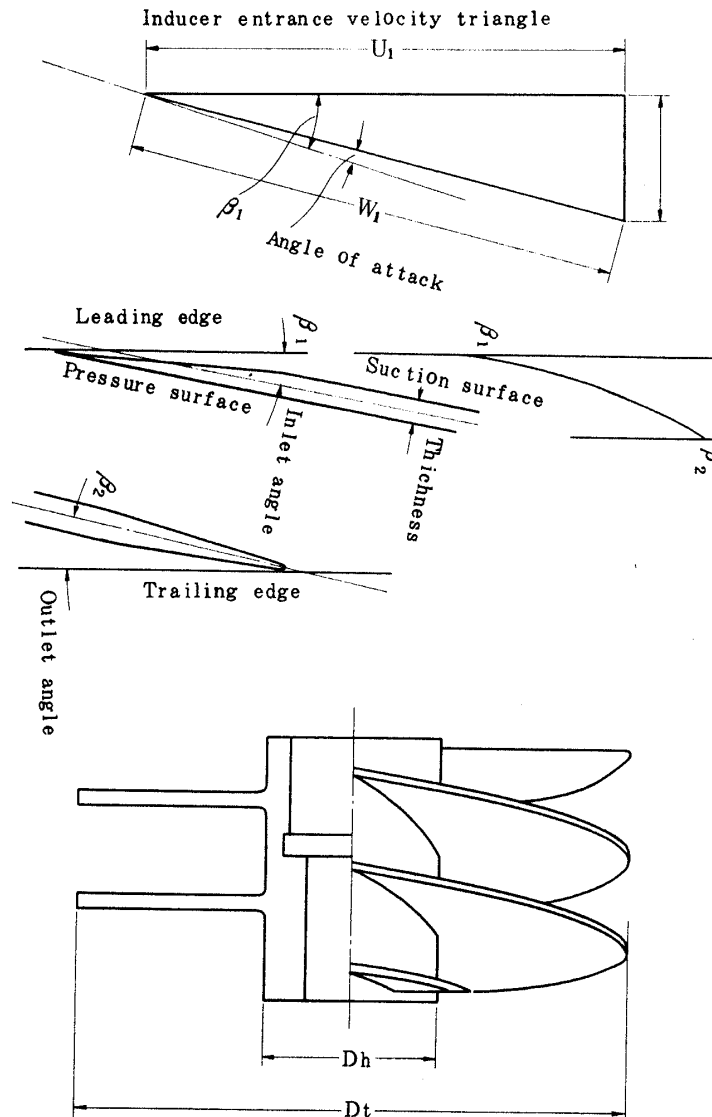 Inducer entrance velocity triangle
U₁
β₁
W₁
Angle of attack
Leading edge
β₁
β₁
Pressure surface
Suction surface
Inlet angle
Thichness
β₂
β₂
Trailing edge
Outlet angle
Dh
Dt